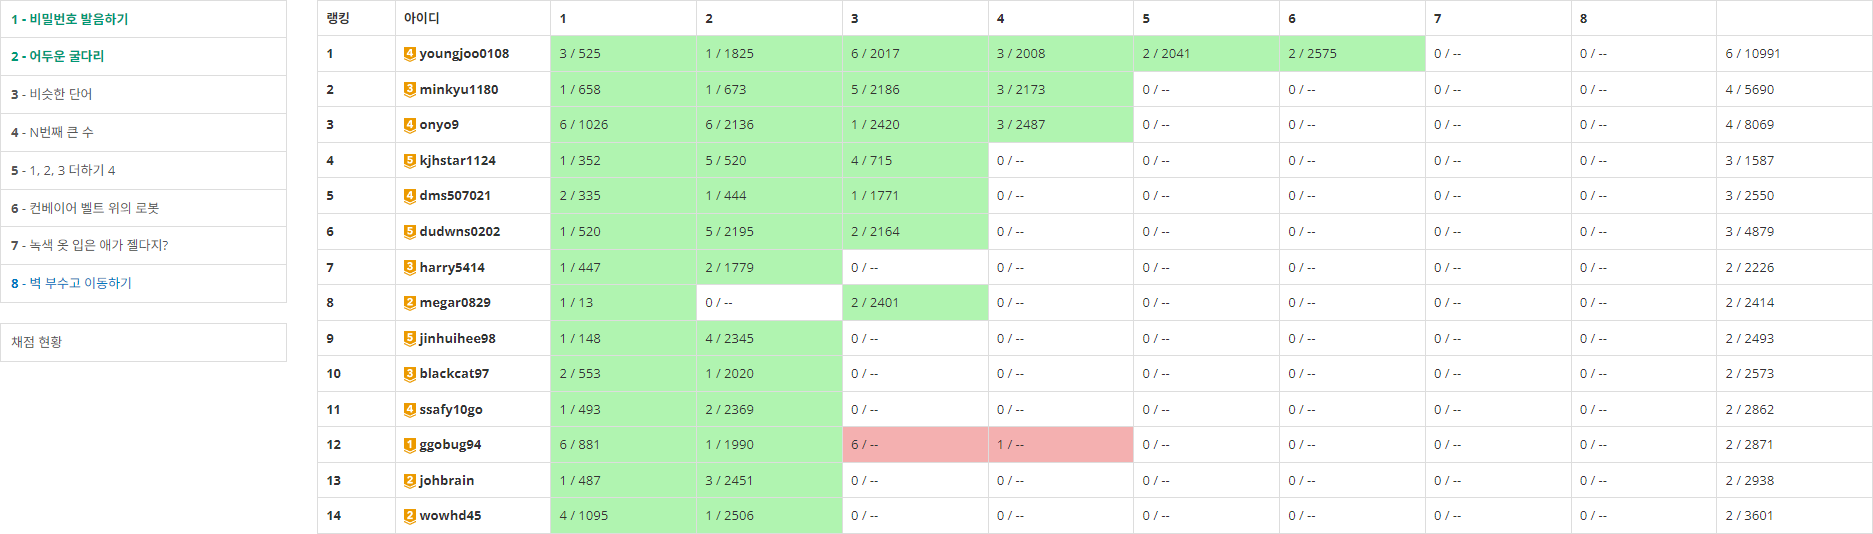 1 - 비밀번호 발음하기
2 - 어두운 굴다리
3 - 비슷한 단어
4 - N번째 큰 수
5 - 1, 2, 3 더하기 4
6 - 컨베이어 벨트 위의 로봇
7 - 녹색 옷 입은 애가 젤다지?
8 - 벽 부수고 이동하기
채점 현황
랭킹 아이디 1 2 3 4 5 6 7 8
1 4 youngjoo0108 3 / 525 1 / 1825 6 / 2017 3 / 2008 2 / 2041 2 / 2575 0 / -- 0 / -- 6 / 10991
2 3 minkyu1180 1 / 658 1 / 673 5 / 2186 3 / 2173 0 / -- 0 / -- 0 / -- 0 / -- 4 / 5690
3 4 onyo9 6 / 1026 6 / 2136 1 / 2420 3 / 2487 0 / -- 0 / -- 0 / -- 0 / -- 4 / 8069
4 5 kjhstar1124 1 / 352 5 / 520 4 / 715 0 / -- 0 / -- 0 / -- 0 / -- 0 / -- 3 / 1587
5 4 dms507021 2 / 335 1 / 444 1 / 1771 0 / -- 0 / -- 0 / -- 0 / -- 0 / -- 3 / 2550
6 5 dudwns0202 1 / 520 5 / 2195 2 / 2164 0 / -- 0 / -- 0 / -- 0 / -- 0 / -- 3 / 4879
7 3 harry5414 1 / 447 2 / 1779 0 / -- 0 / -- 0 / -- 0 / -- 0 / -- 0 / -- 2 / 2226
8 2 megar0829 1 / 13 0 / -- 2 / 2401 0 / -- 0 / -- 0 / -- 0 / -- 0 / -- 2 / 2414
9 5 jinhuihee98 1 / 148 4 / 2345 0 / -- 0 / -- 0 / -- 0 / -- 0 / -- 0 / -- 2 / 2493
10 3 blackcat97 2 / 553 1 / 2020 0 / -- 0 / -- 0 / -- 0 / -- 0 / -- 0 / -- 2 / 2573
11 4 ssafy10go 1 / 493 2 / 2369 0 / -- 0 / -- 0 / -- 0 / -- 0 / -- 0 / -- 2 / 2862
12 1 ggobug94 6 / 881 1 / 1990 6 / -- 1 / -- 0 / -- 0 / -- 0 / -- 0 / -- 2 / 2871
13 2 johbrain 1 / 487 3 / 2451 0 / -- 0 / -- 0 / -- 0 / -- 0 / -- 0 / -- 2 / 2938
14 2 wowhd45 4 / 1095 1 / 2506 0 / -- 0 / -- 0 / -- 0 / -- 0 / -- 0 / -- 2 / 3601